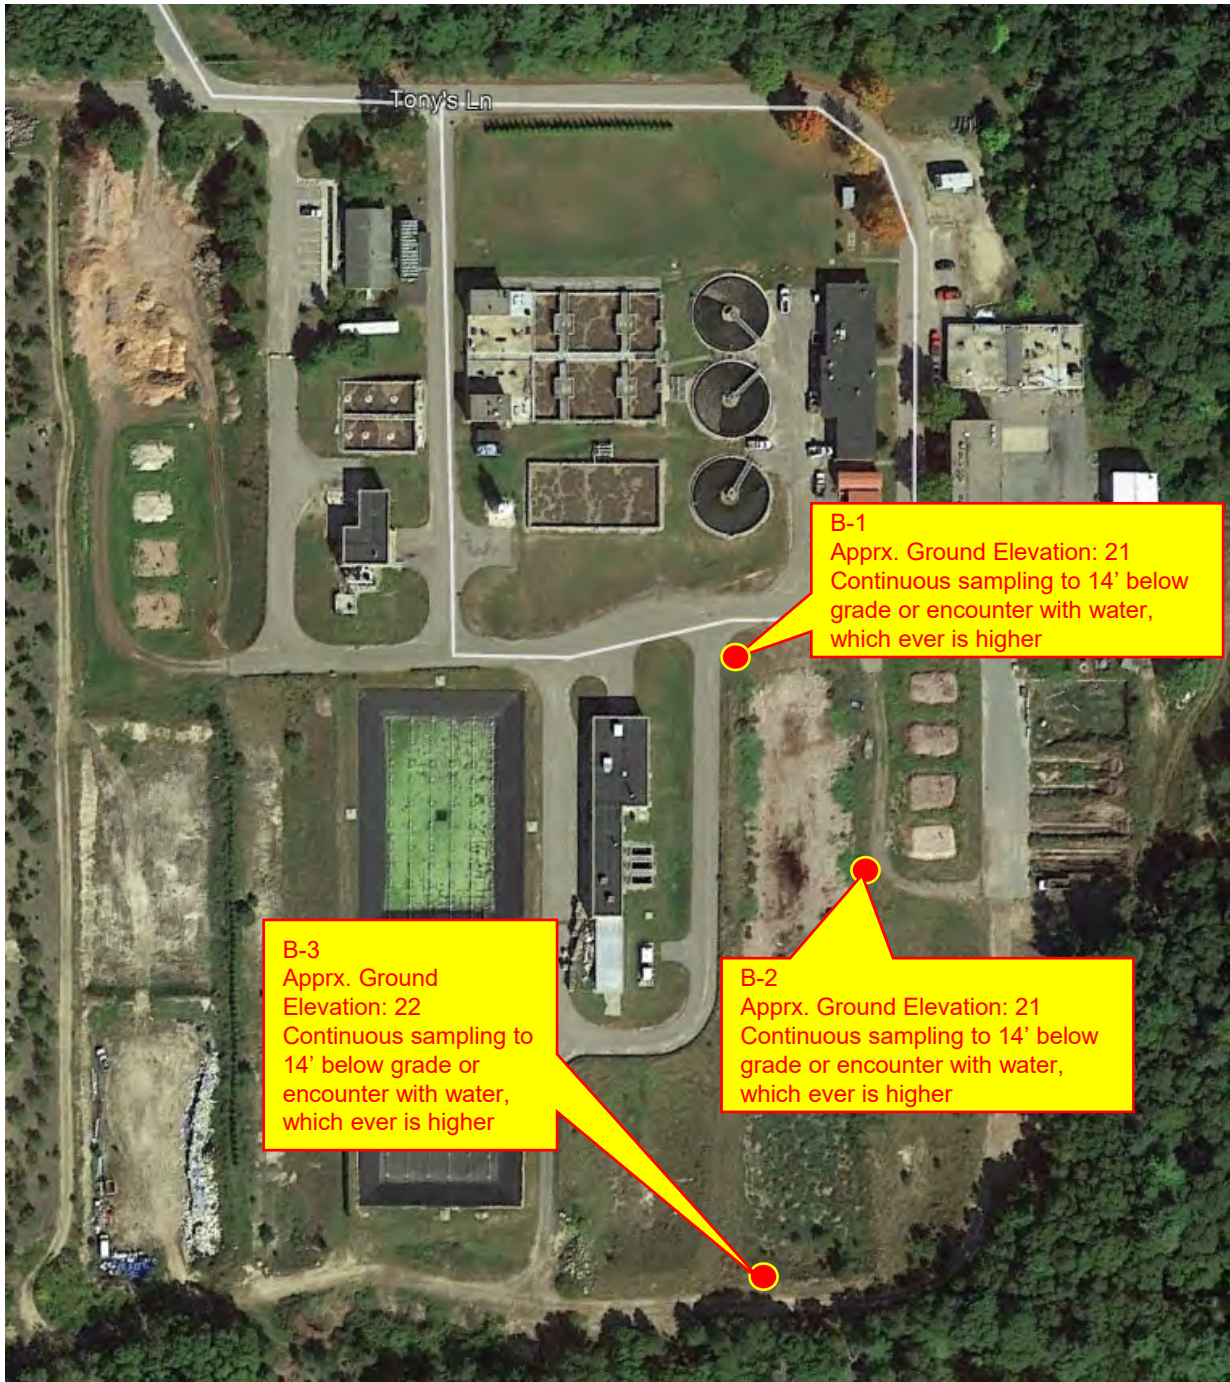 Tony's Ln
B-1
Apprx. Ground Elevation: 21
Continuous sampling to 14’ below
grade or encounter with water,
which ever is higher
B-3
Apprx. Ground
Elevation: 22
Continuous sampling to
14’ below grade or
encounter with water,
which ever is higher
B-2
Apprx. Ground Elevation: 21
Continuous sampling to 14’ below
grade or encounter with water,
which ever is higher